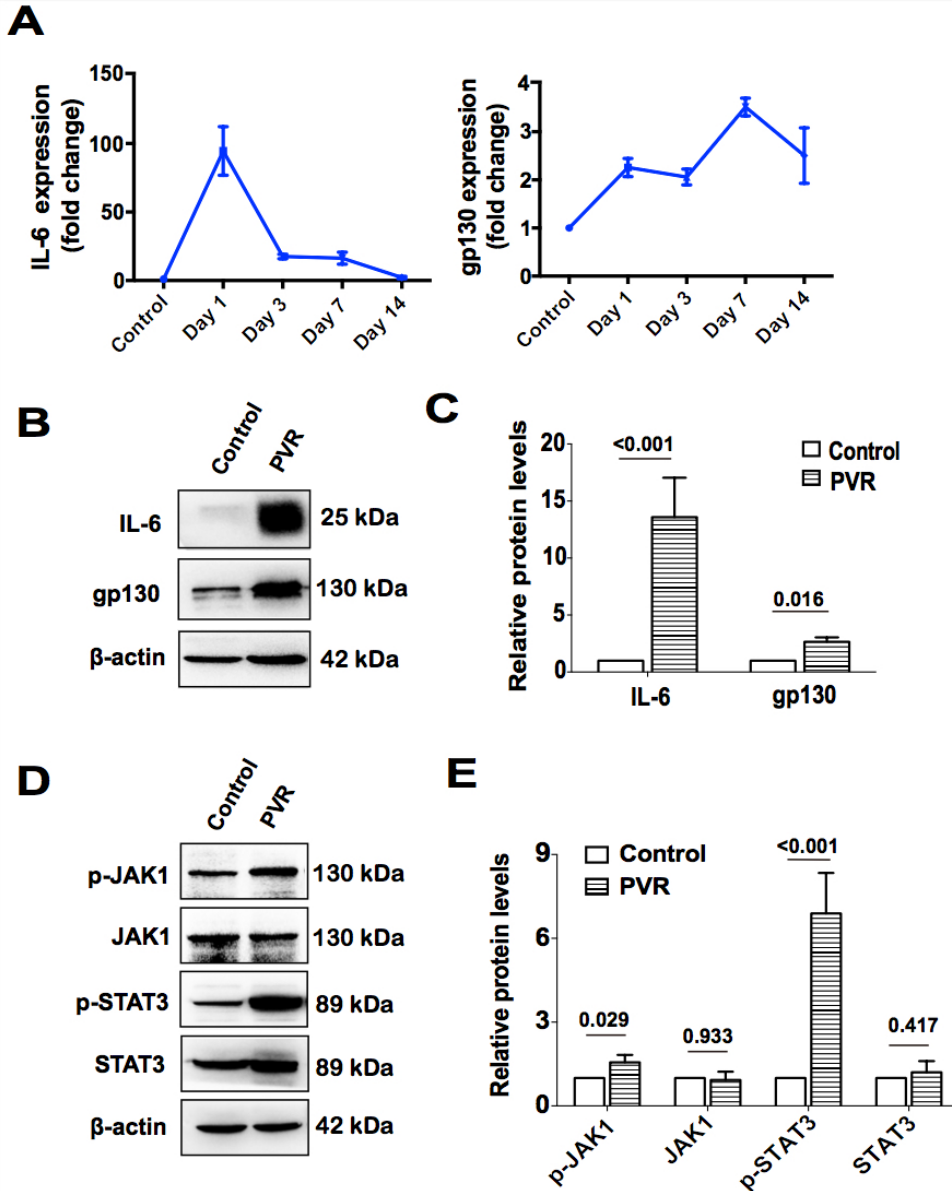 A
IL-6 expression
(fold change)
150
100
50
0
Control
Day 1
Day 3
Day 7
Day 14
gp130 expression
(fold change)
4
3
2
1
0
Control
Day 1
Day 3
Day 7
Day 14
B
Control
PVR
IL-6
25 kDa
gp130
130 kDa
β-actin
42 kDa
C
Relative protein levels
20
15
10
5
0
<0.001
0.016
Control
PVR
IL-6
gp130
D
Control
PVR
p-JAK1
130 kDa
JAK1
130 kDa
p-STAT3
89 kDa
STAT3
89 kDa
β-actin
42 kDa
E
Relative protein levels
9
6
3
0
Control
PVR
0.029
0.933
<0.001
0.417
p-JAK1
JAK1
p-STAT3
STAT3